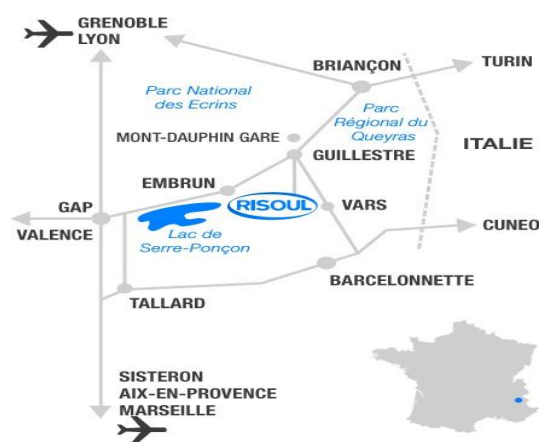 GRENOBLE
LYON
BRIANÇON
TURIN
Parc National
des Ecrins
Parc
Régional du
Queyras
MONT-DAUPHIN GARE
ITALIE
GUILLESTRE
EMBRUN
RISOUL
VARS
GAP
VALENCE
CUNEO
Lac de
Serre-Ponçon
BARCELONNETTE
TALLARD
SISTERON
AIX-EN-PROVENCE
MARSEILLE